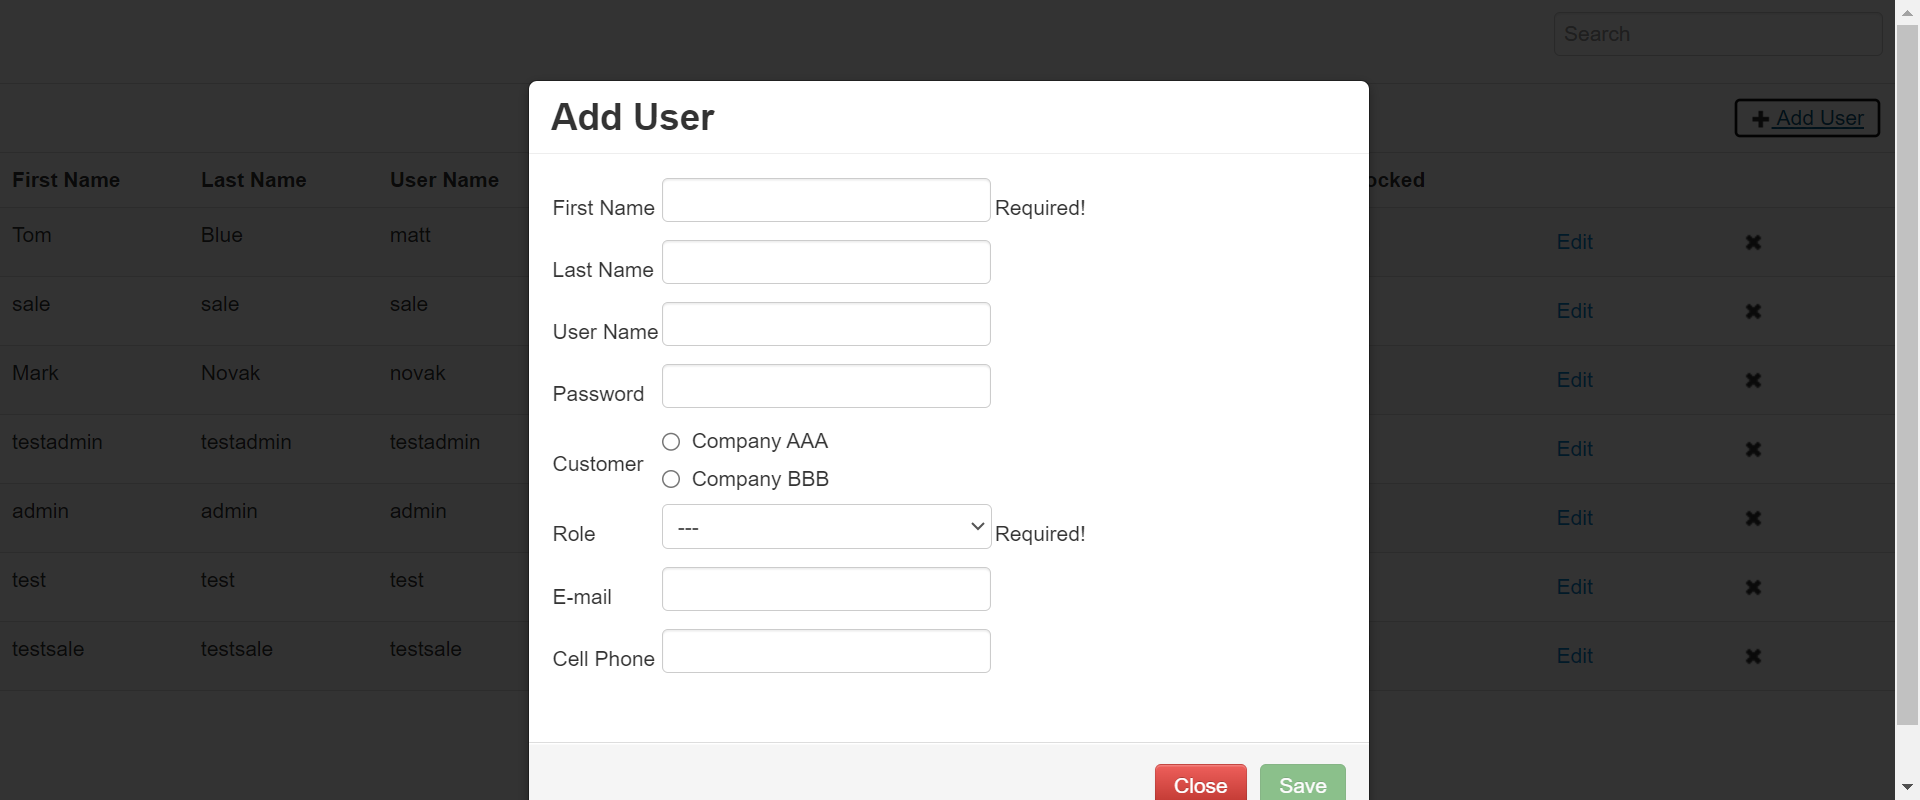 Search
Add User
Add User
First Name Last Name User Name ocked
First Name Required!
Tom Blue matt Edit
Last Name
sale sale sale Edit
User Name
Mark Novak novak Edit
Password
testadmin testadmin testadmin Edit
Company AAA
Customer
Company BBB
admin admin admin Edit
Role --- Required!
test test test Edit
E-mail
testsale testsale testsale Edit
Cell Phone
Close Save